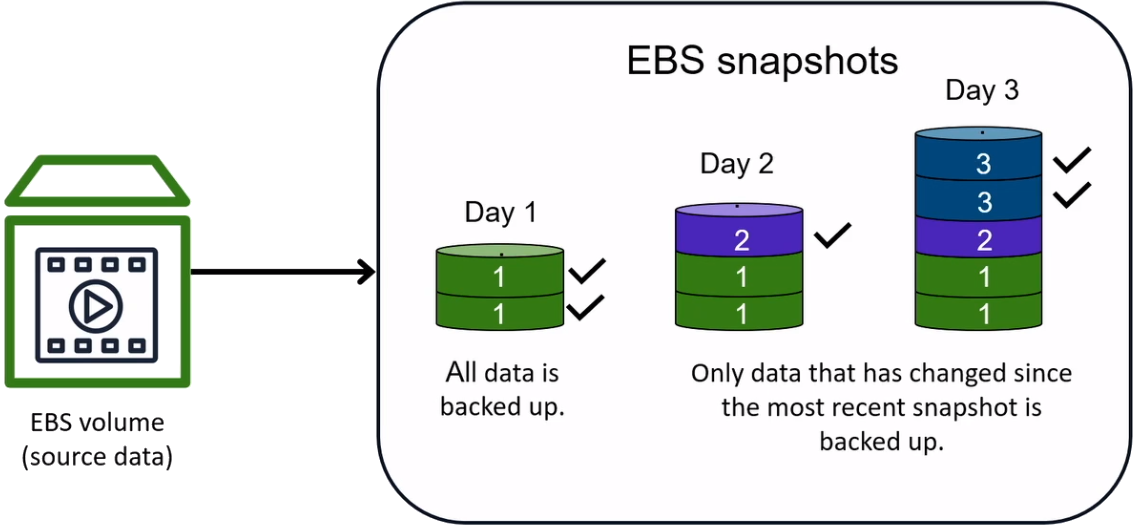 EBS snapshots
Day 3
Day 2
Day 1
3
3
2
1
1
2
1
1
1
1
All data is
backed up.
Only data that has changed since
the most recent snapshot is
backed up.
EBS volume
(source data)